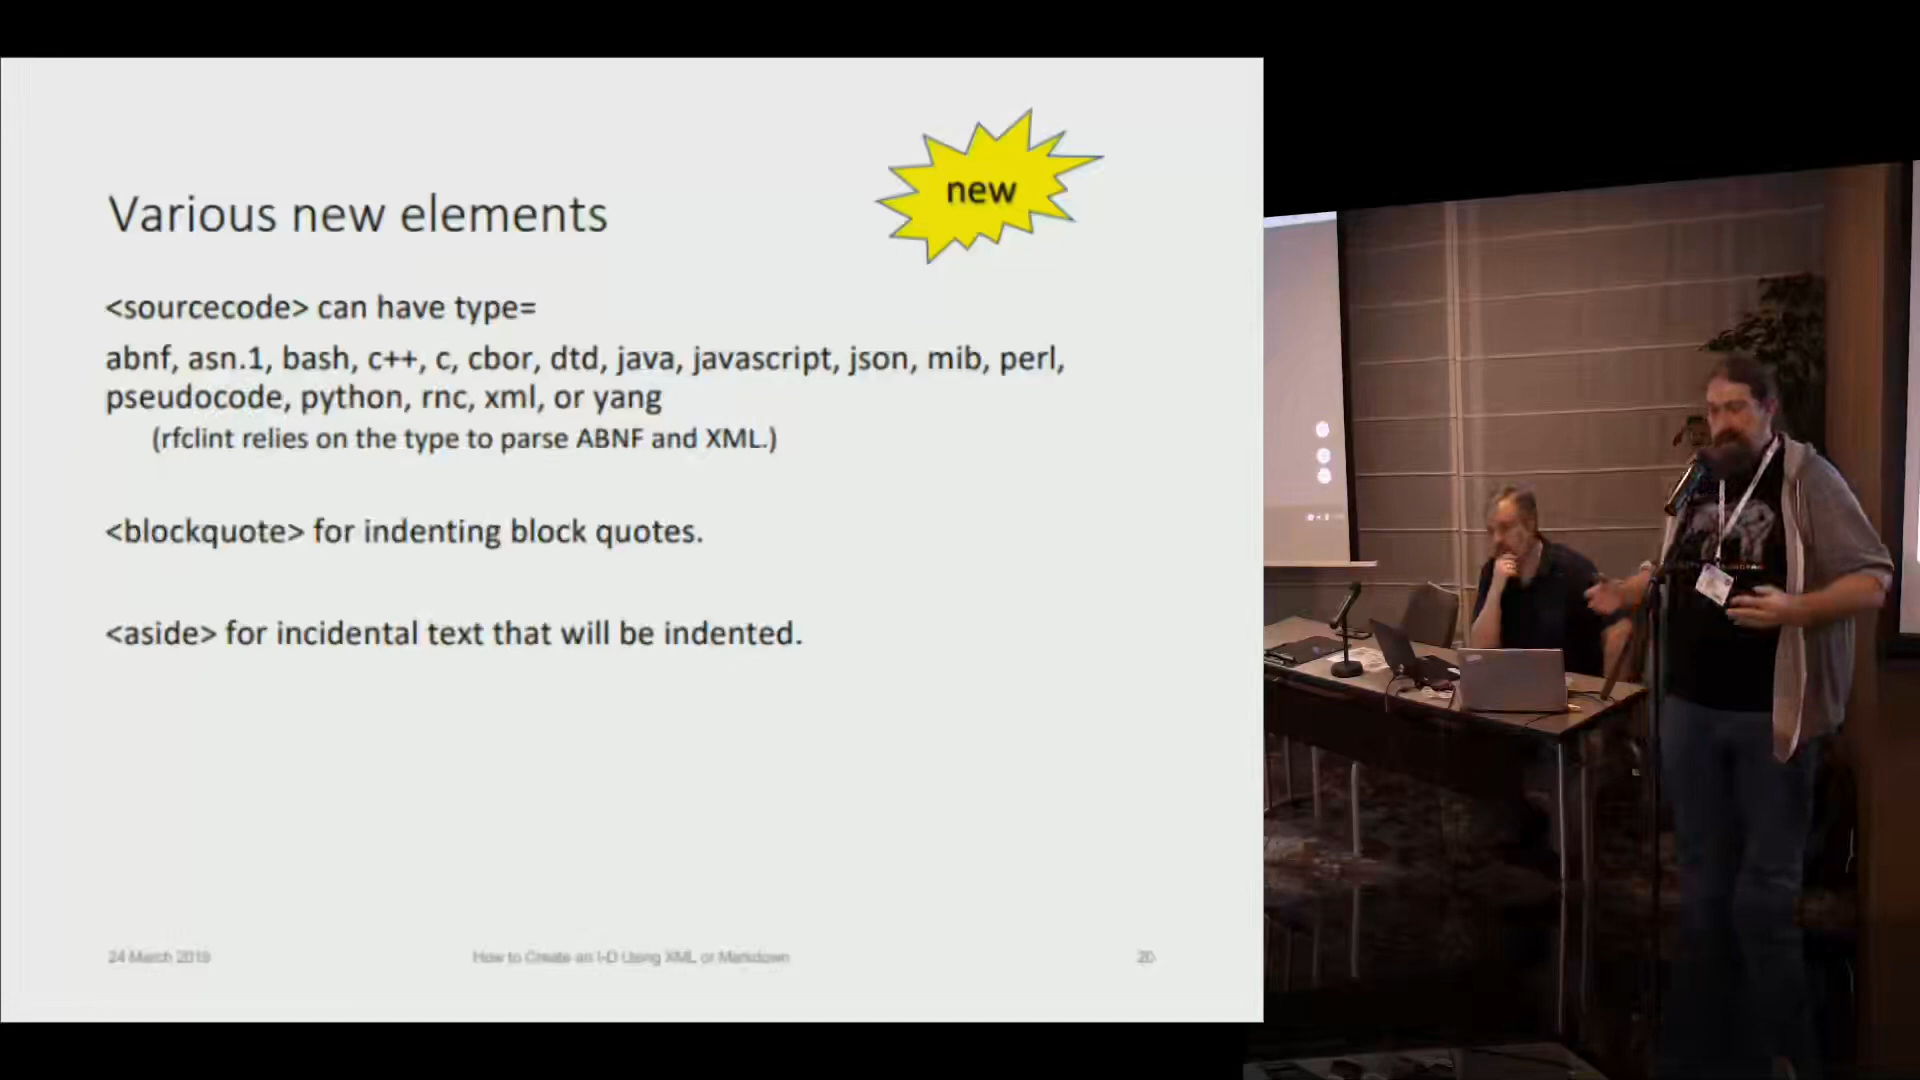 new
Various new elements
<sourcecode> can have type=
abnf, asn.1, bash, c++, c, cbor, dtd, java, javascript, json, mib, perl,
pseudocode, python, rnc, xml, or yang
(rfclint relies on the type to parse ABNF and XML.)
<blockquote> for indenting block quotes.
<aside> for incidental text that will be indented.
24 March 2019
How to Create an I-D Using XML or Markdown
20